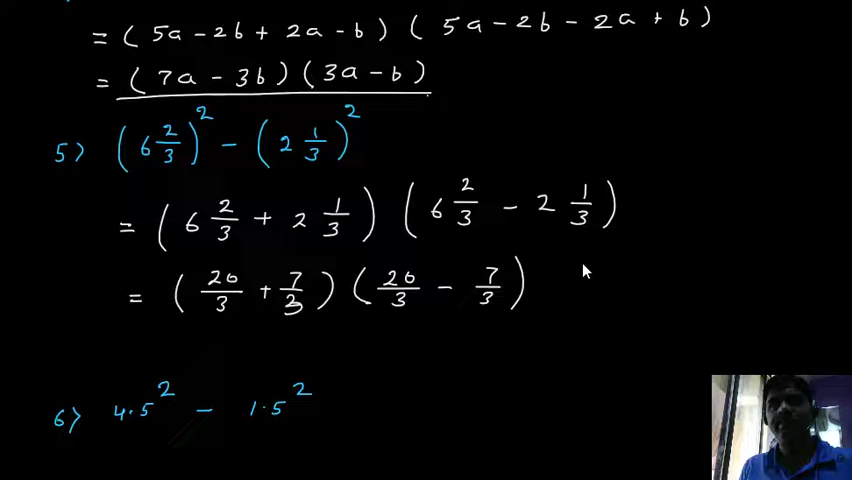 = ( 5a - 2b + 2a - b ) ( 5a - 2b - 2a + b )
= ( 7a - 3b ) ( 3a - b )
5) ( 6 2/3 )² - ( 2 1/3 )²
= ( 6 2/3 + 2 1/3 ) ( 6 2/3 - 2 1/3 )
= ( 20/3 + 7/3 ) ( 20/3 - 7/3 )
6) 4.5² - 1.5²